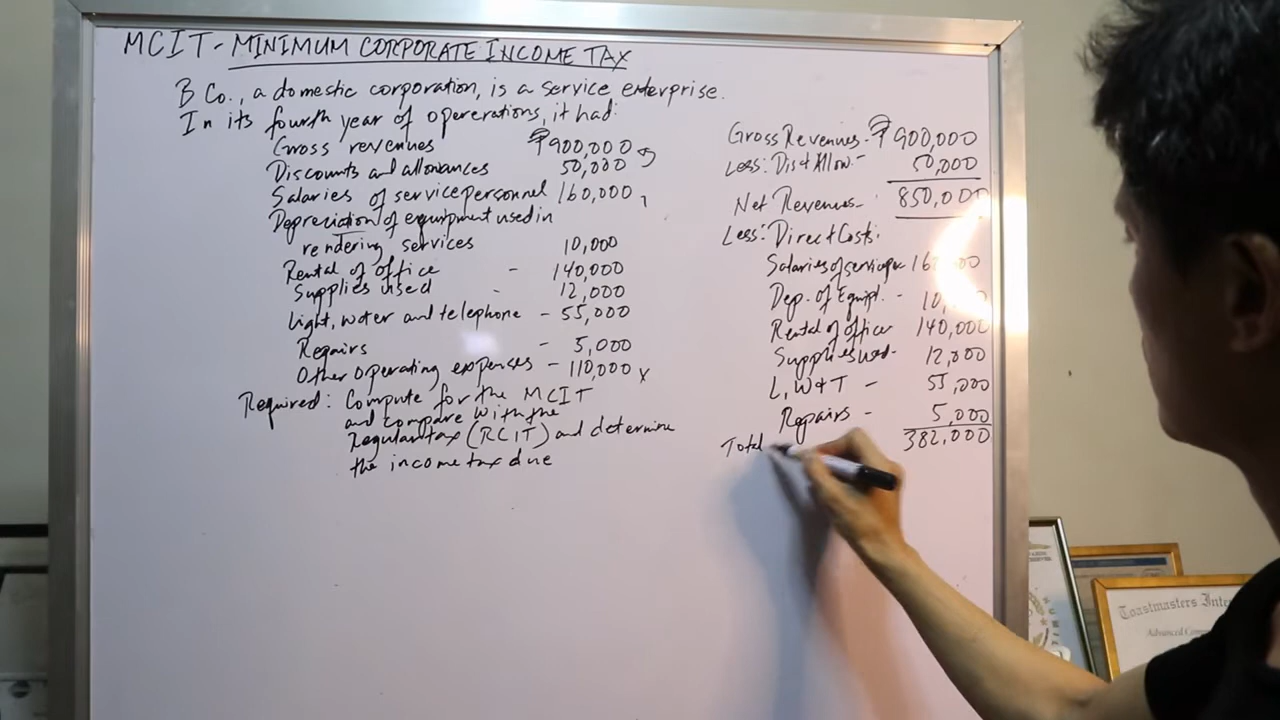 MCIT - MINIMUM CORPORATE INCOME TAX
B Co., a domestic corporation, is a service enterprise.
In its fourth year of opererations, it had:
Gross revenues ₱900,000
Discounts and allowances 50,000
Salaries of service personnel 160,000
Depreciation of equipment used in
rendering services 10,000
Rental of office - 140,000
Supplies used - 12,000
Light, water and telephone - 55,000
Repairs - 5,000
Other operating expenses - 110,000 x
Required: Compute for the MCIT
and compare with the
Regular tax (RCIT) and determine
the income tax due
Gross Revenues - ₱900,000
Less: Dis & Allow. - 50,000
Net Revenues - 850,000
Less: Direct Costs:
Salaries of service
Dep. of Equipt. -
Rental of office 140,000
Supplies used - 12,000
L, W & T - 55,000
Repairs - 5,000
382,000
Total
Toastmasters
Advanced